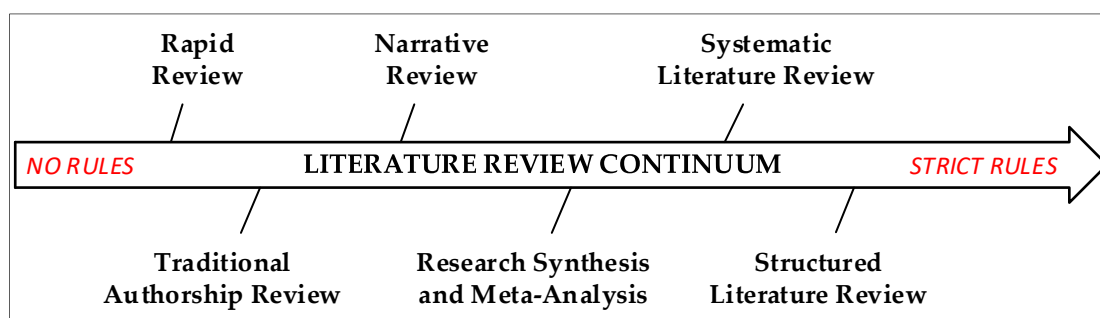 Rapid
Review
Narrative
Review
Systematic
Literature Review
NO RULES
LITERATURE REVIEW CONTINUUM
STRICT RULES
Traditional
Authorship Review
Research Synthesis
and Meta-Analysis
Structured
Literature Review